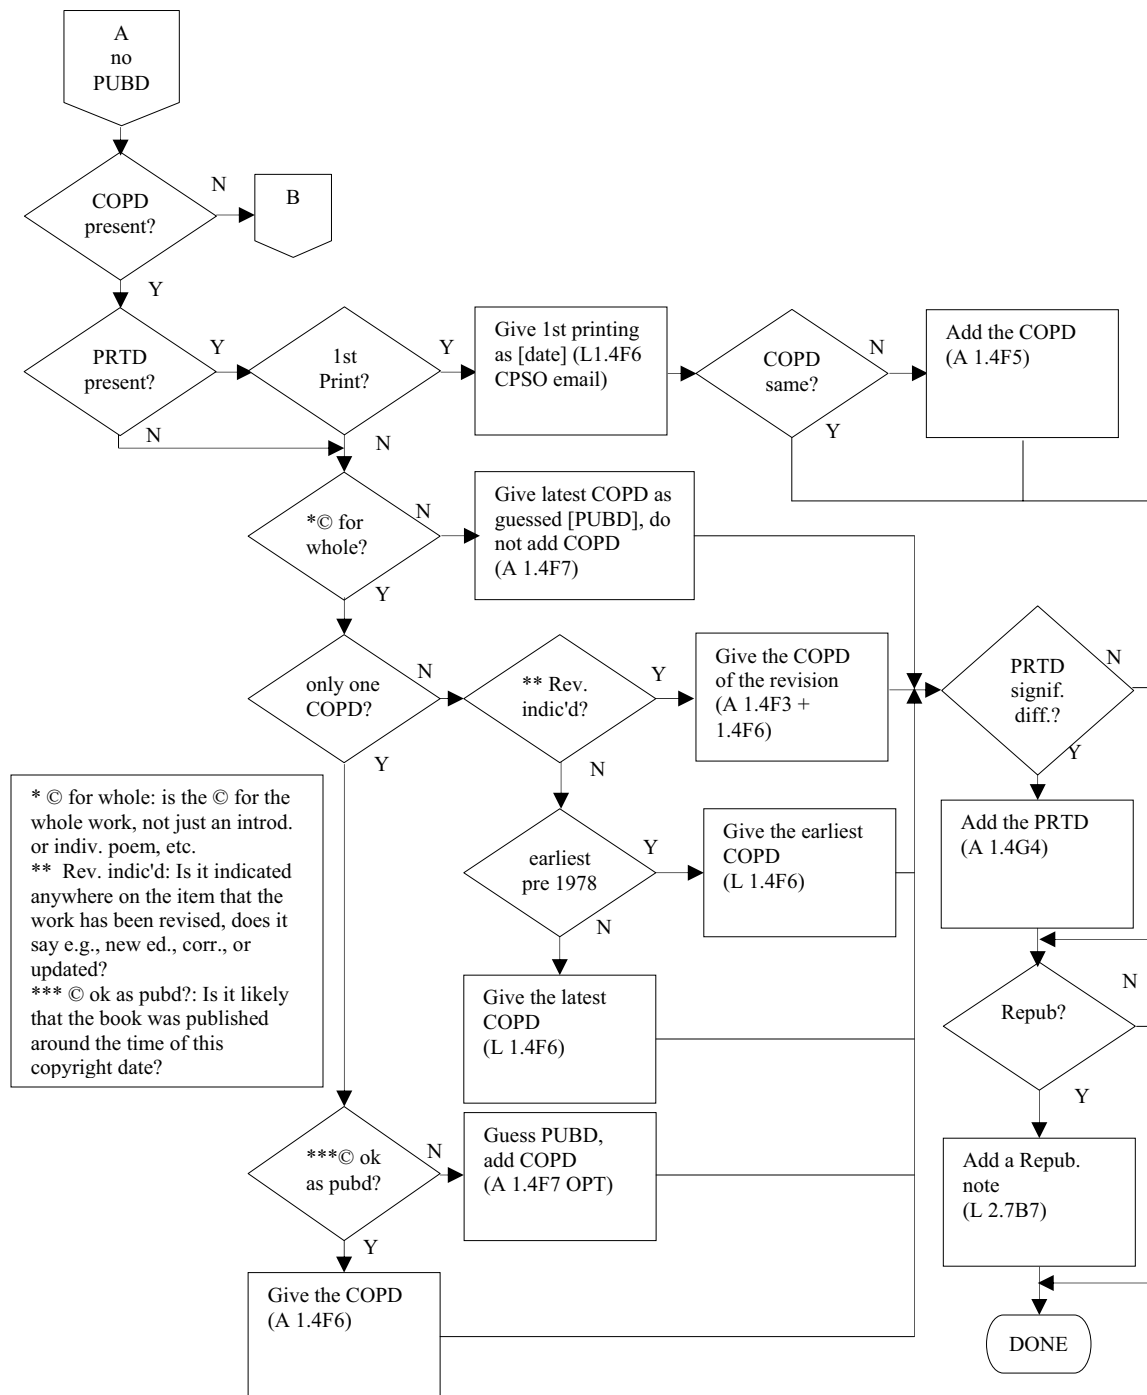 A
no
PUBD
N
COPD
present?
B
Y
PRTD
present?
Y
N
1st
Print?
Y
N
Give 1st printing
as [date] (L1.4F6
CPSO email)
COPD
same?
N
Y
Add the COPD
(A 1.4F5)
*© for
whole?
N
Y
Give latest COPD as
guessed [PUBD], do
not add COPD
(A 1.4F7)
only one
COPD?
N
Y
** Rev.
indic'd?
Y
N
Give the COPD
of the revision
(A 1.4F3 +
1.4F6)
PRTD
signif.
diff.?
N
Y
* © for whole: is the © for the
whole work, not just an introd.
or indiv. poem, etc.
** Rev. indic'd: Is it indicated
anywhere on the item that the
work has been revised, does it
say e.g., new ed., corr., or
updated?
*** © ok as pubd?: Is it likely
that the book was published
around the time of this
copyright date?
earliest
pre 1978
Y
N
Give the earliest
COPD
(L 1.4F6)
Add the PRTD
(A 1.4G4)
Give the latest
COPD
(L 1.4F6)
Repub?
N
Y
***© ok
as pubd?
N
Y
Guess PUBD,
add COPD
(A 1.4F7 OPT)
Add a Repub.
note
(L 2.7B7)
Give the COPD
(A 1.4F6)
DONE